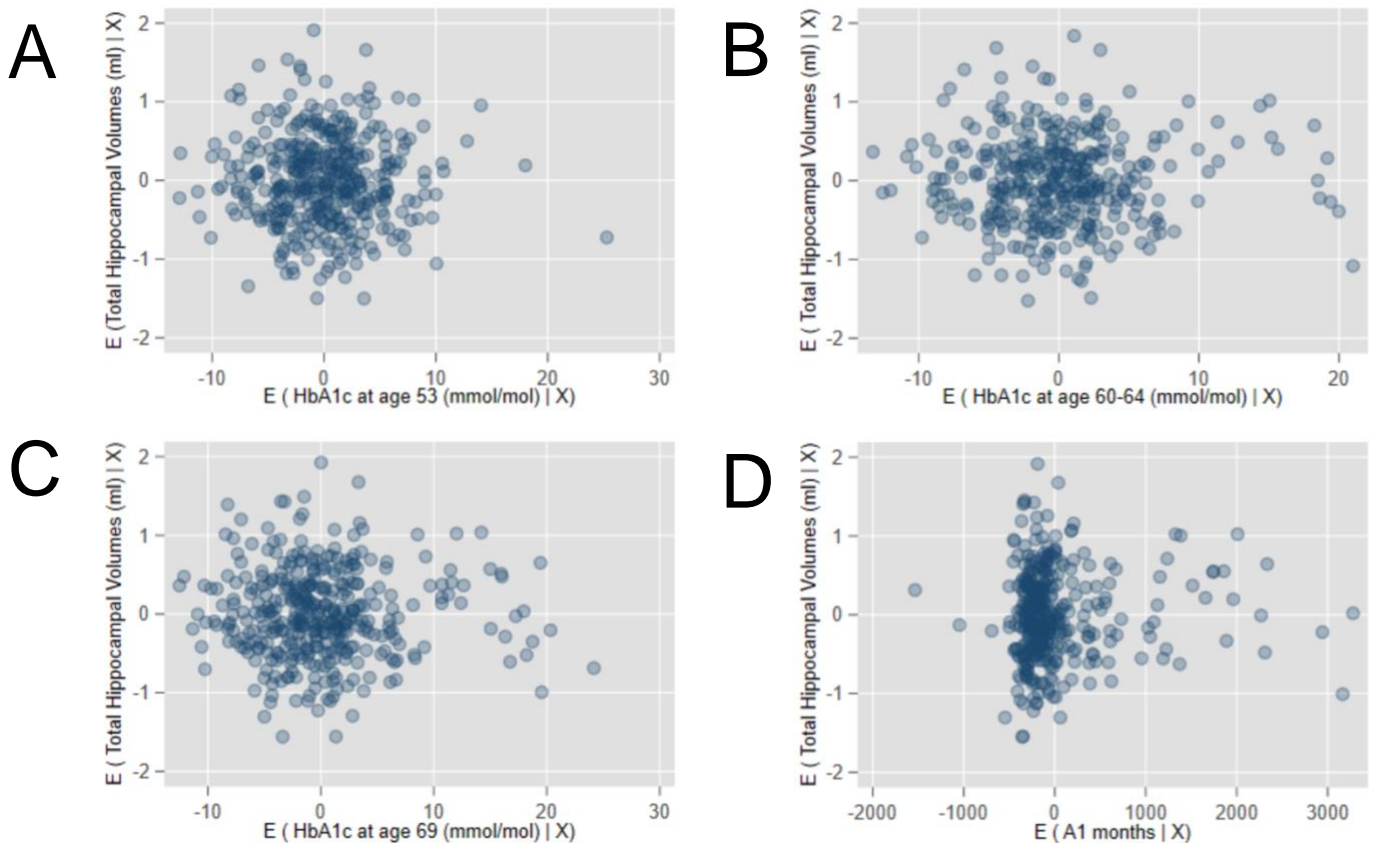 A
E (Total Hippocampal Volumes (ml) | X)
2
1
0
-1
-2
-10 0 10 20 30
E ( HbA1c at age 53 (mmol/mol) | X)
B
E ( Total Hippocampal Volumes (ml) | X)
2
1
0
-1
-2
-10 0 10 20
E ( HbA1c at age 60-64 (mmol/mol) | X)
C
E ( Total Hippocampal Volumes (ml) | X)
2
1
0
-1
-2
-10 0 10 20 30
E ( HbA1c at age 69 (mmol/mol) | X)
D
E ( Total Hippocampal Volumes (ml) | X)
2
1
0
-1
-2
-2000 -1000 0 1000 2000 3000
E ( A1 months | X)